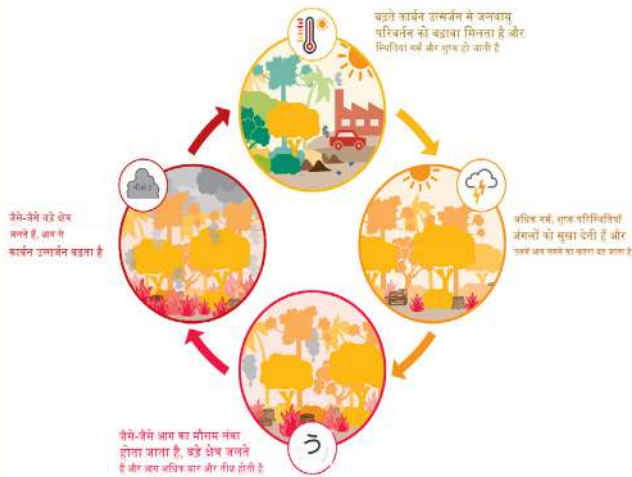 बढ़ते कार्बन उत्सर्जन से जलवायु
परिवर्तन को बढ़ावा मिलता है और
स्थितियां गर्म और शुष्क हो जाती हैं
अधिक गर्म, शुष्क परिस्थितियाँ
जंगलों को सुखा देती हैं और
उनमें आग लगने का खतरा बढ़ जाता है
जैसे-जैसे आग का मौसम लंबा
होता जाता है, बड़े क्षेत्र जलते
हैं और आग अधिक बार और तीव्र होती है
う
जैसे-जैसे बड़े क्षेत्र
जलते हैं, आग से
कार्बन उत्सर्जन बढ़ता है